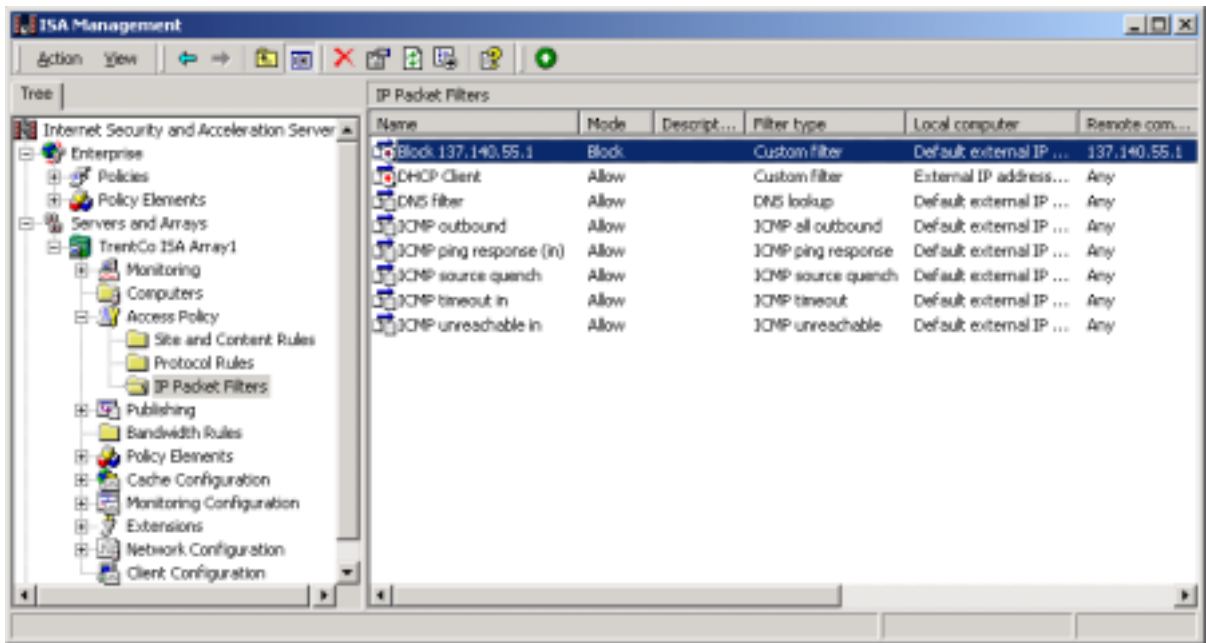 ISA Management
Action View
Tree
IP Packet Filters
Internet Security and Acceleration Server
Enterprise
Policies
Policy Elements
Servers and Arrays
TrentCo ISA Array1
Monitoring
Computers
Access Policy
Site and Content Rules
Protocol Rules
IP Packet Filters
Publishing
Bandwidth Rules
Policy Elements
Cache Configuration
Monitoring Configuration
Extensions
Network Configuration
Client Configuration
Name Mode Descript... Filter type Local computer Remote com...
Block 137.140.55.1 Block Custom filter Default external IP ... 137.140.55.1
DHCP Client Allow Custom filter External IP address... Any
DNS filter Allow DNS lookup Default external IP ... Any
ICMP outbound Allow ICMP all outbound Default external IP ... Any
ICMP ping response (in) Allow ICMP ping response Default external IP ... Any
ICMP source quench Allow ICMP source quench Default external IP ... Any
ICMP timeout in Allow ICMP timeout Default external IP ... Any
ICMP unreachable in Allow ICMP unreachable Default external IP ... Any